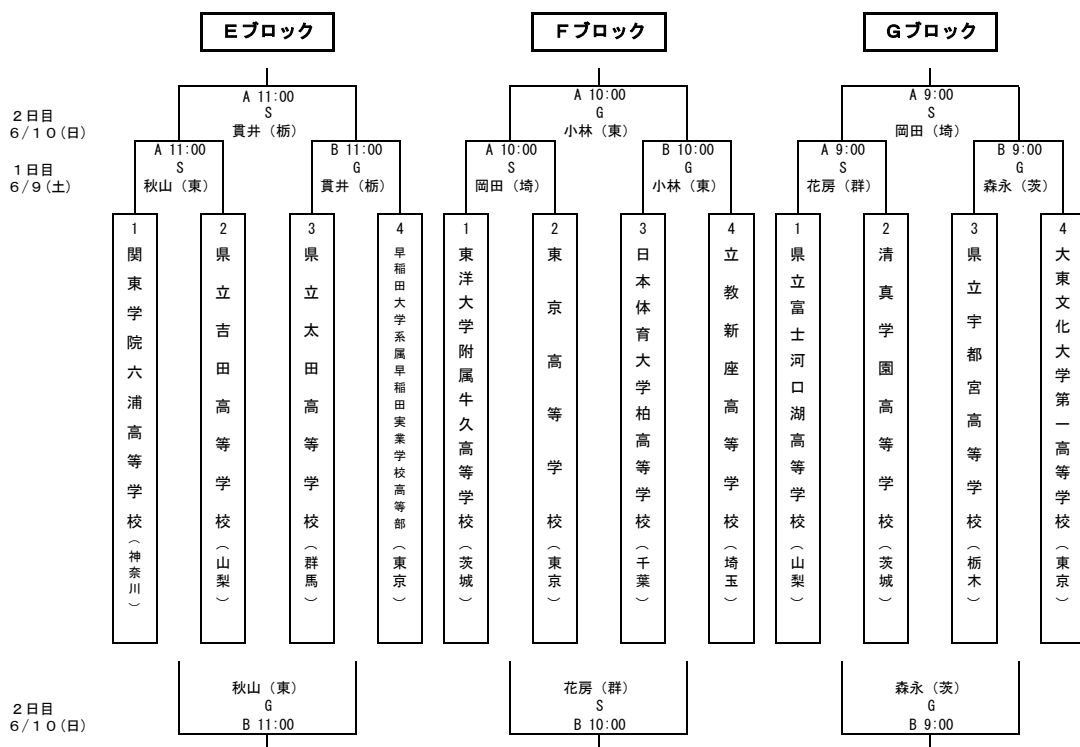 Eブロック
Fブロック
Gブロック
2日目
6/10(日)
A 11:00
S
貫井(栃)
A 10:00
G
小林(東)
A 9:00
S
岡田(埼)
1日目
6/9(土)
A 11:00
S
秋山(東)
B 11:00
G
貫井(栃)
A 10:00
S
岡田(埼)
B 10:00
G
小林(東)
A 9:00
S
花房(群)
B 9:00
G
森永(茨)
1
関東学院六浦高等学校(神奈川)
2
県立吉田高等学校(山梨)
3
県立太田高等学校(群馬)
4
早稲田大学系属早稲田実業学校高等部(東京)
1
東洋大学附属牛久高等学校(茨城)
2
東京高等学校(東京)
3
日本体育大学柏高等学校(千葉)
4
立教新座高等学校(埼玉)
1
県立富士河口湖高等学校(山梨)
2
清真学園高等学校(茨城)
3
県立宇都宮高等学校(栃木)
4
大東文化大学第一高等学校(東京)
2日目
6/10(日)
秋山(東)
G
B 11:00
花房(群)
S
B 10:00
森永(茨)
G
B 9:00